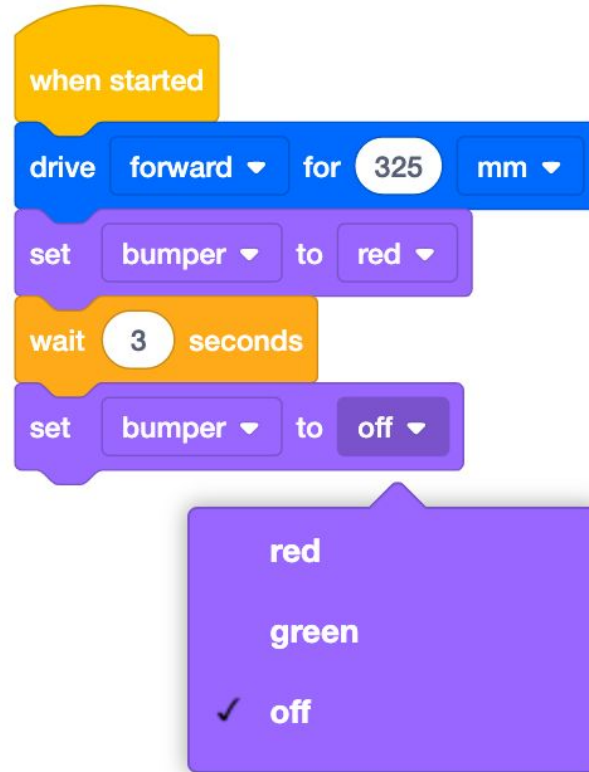 when started
drive forward for 325 mm
set bumper to red
wait 3 seconds
set bumper to off
red
green
✓ off